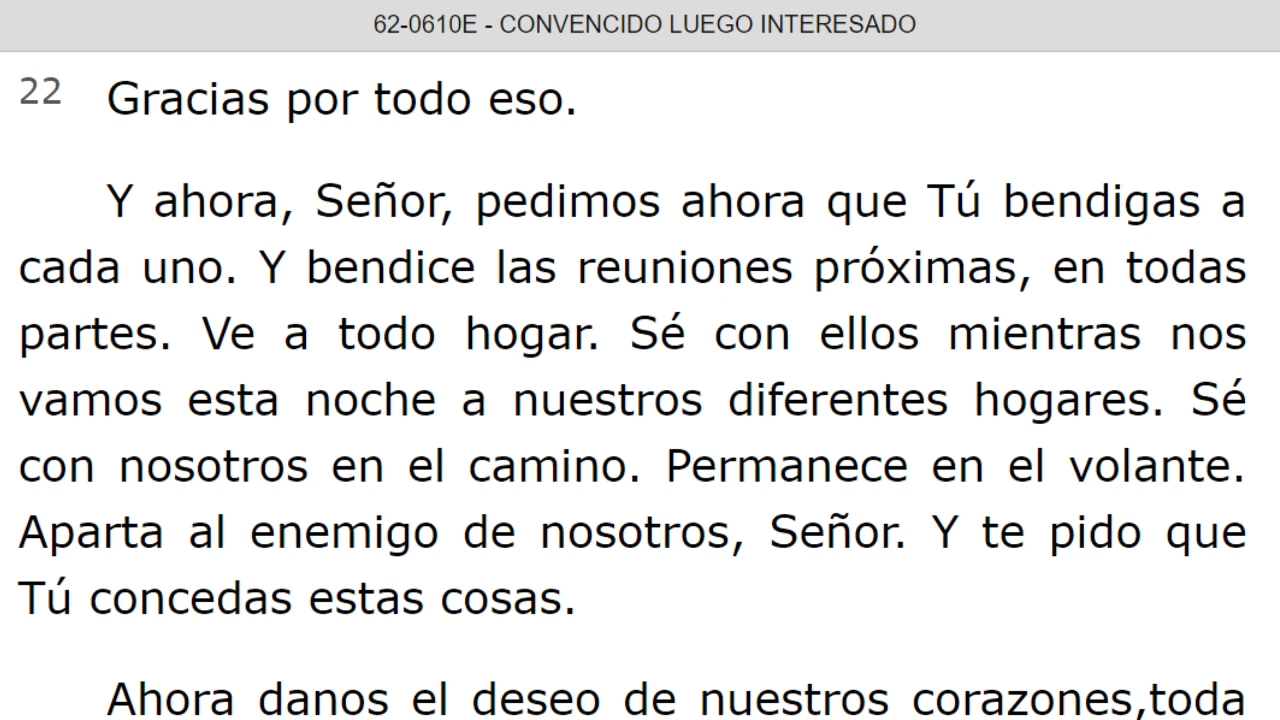 62-0610E - CONVENCIDO LUEGO INTERESADO
22 Gracias por todo eso.
Y ahora, Señor, pedimos ahora que Tú bendigas a
cada uno. Y bendice las reuniones próximas, en todas
partes. Ve a todo hogar. Sé con ellos mientras nos
vamos esta noche a nuestros diferentes hogares. Sé
con nosotros en el camino. Permanece en el volante.
Aparta al enemigo de nosotros, Señor. Y te pido que
Tú concedas estas cosas.
Ahora danos el deseo de nuestros corazones,toda